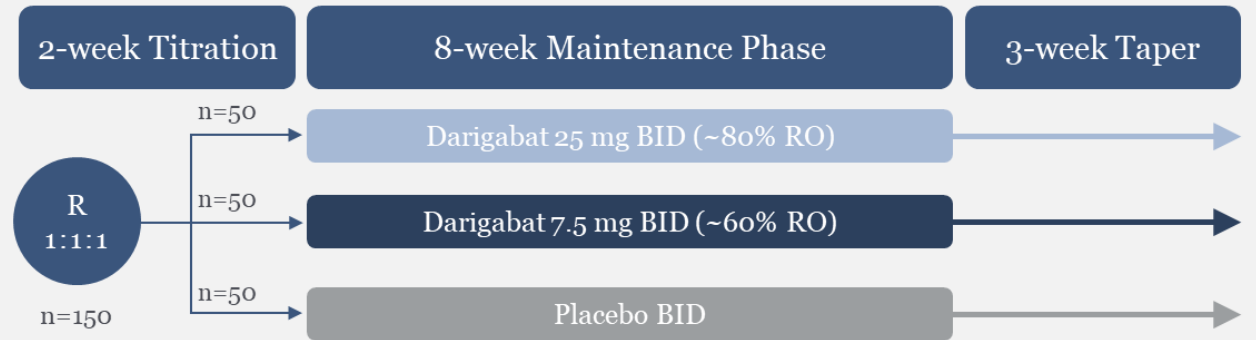 2-week Titration
8-week Maintenance Phase
3-week Taper
n=50
Darigabat 25 mg BID (~80% RO)
R
1:1:1
n=150
n=50
Darigabat 7.5 mg BID (~60% RO)
n=50
Placebo BID